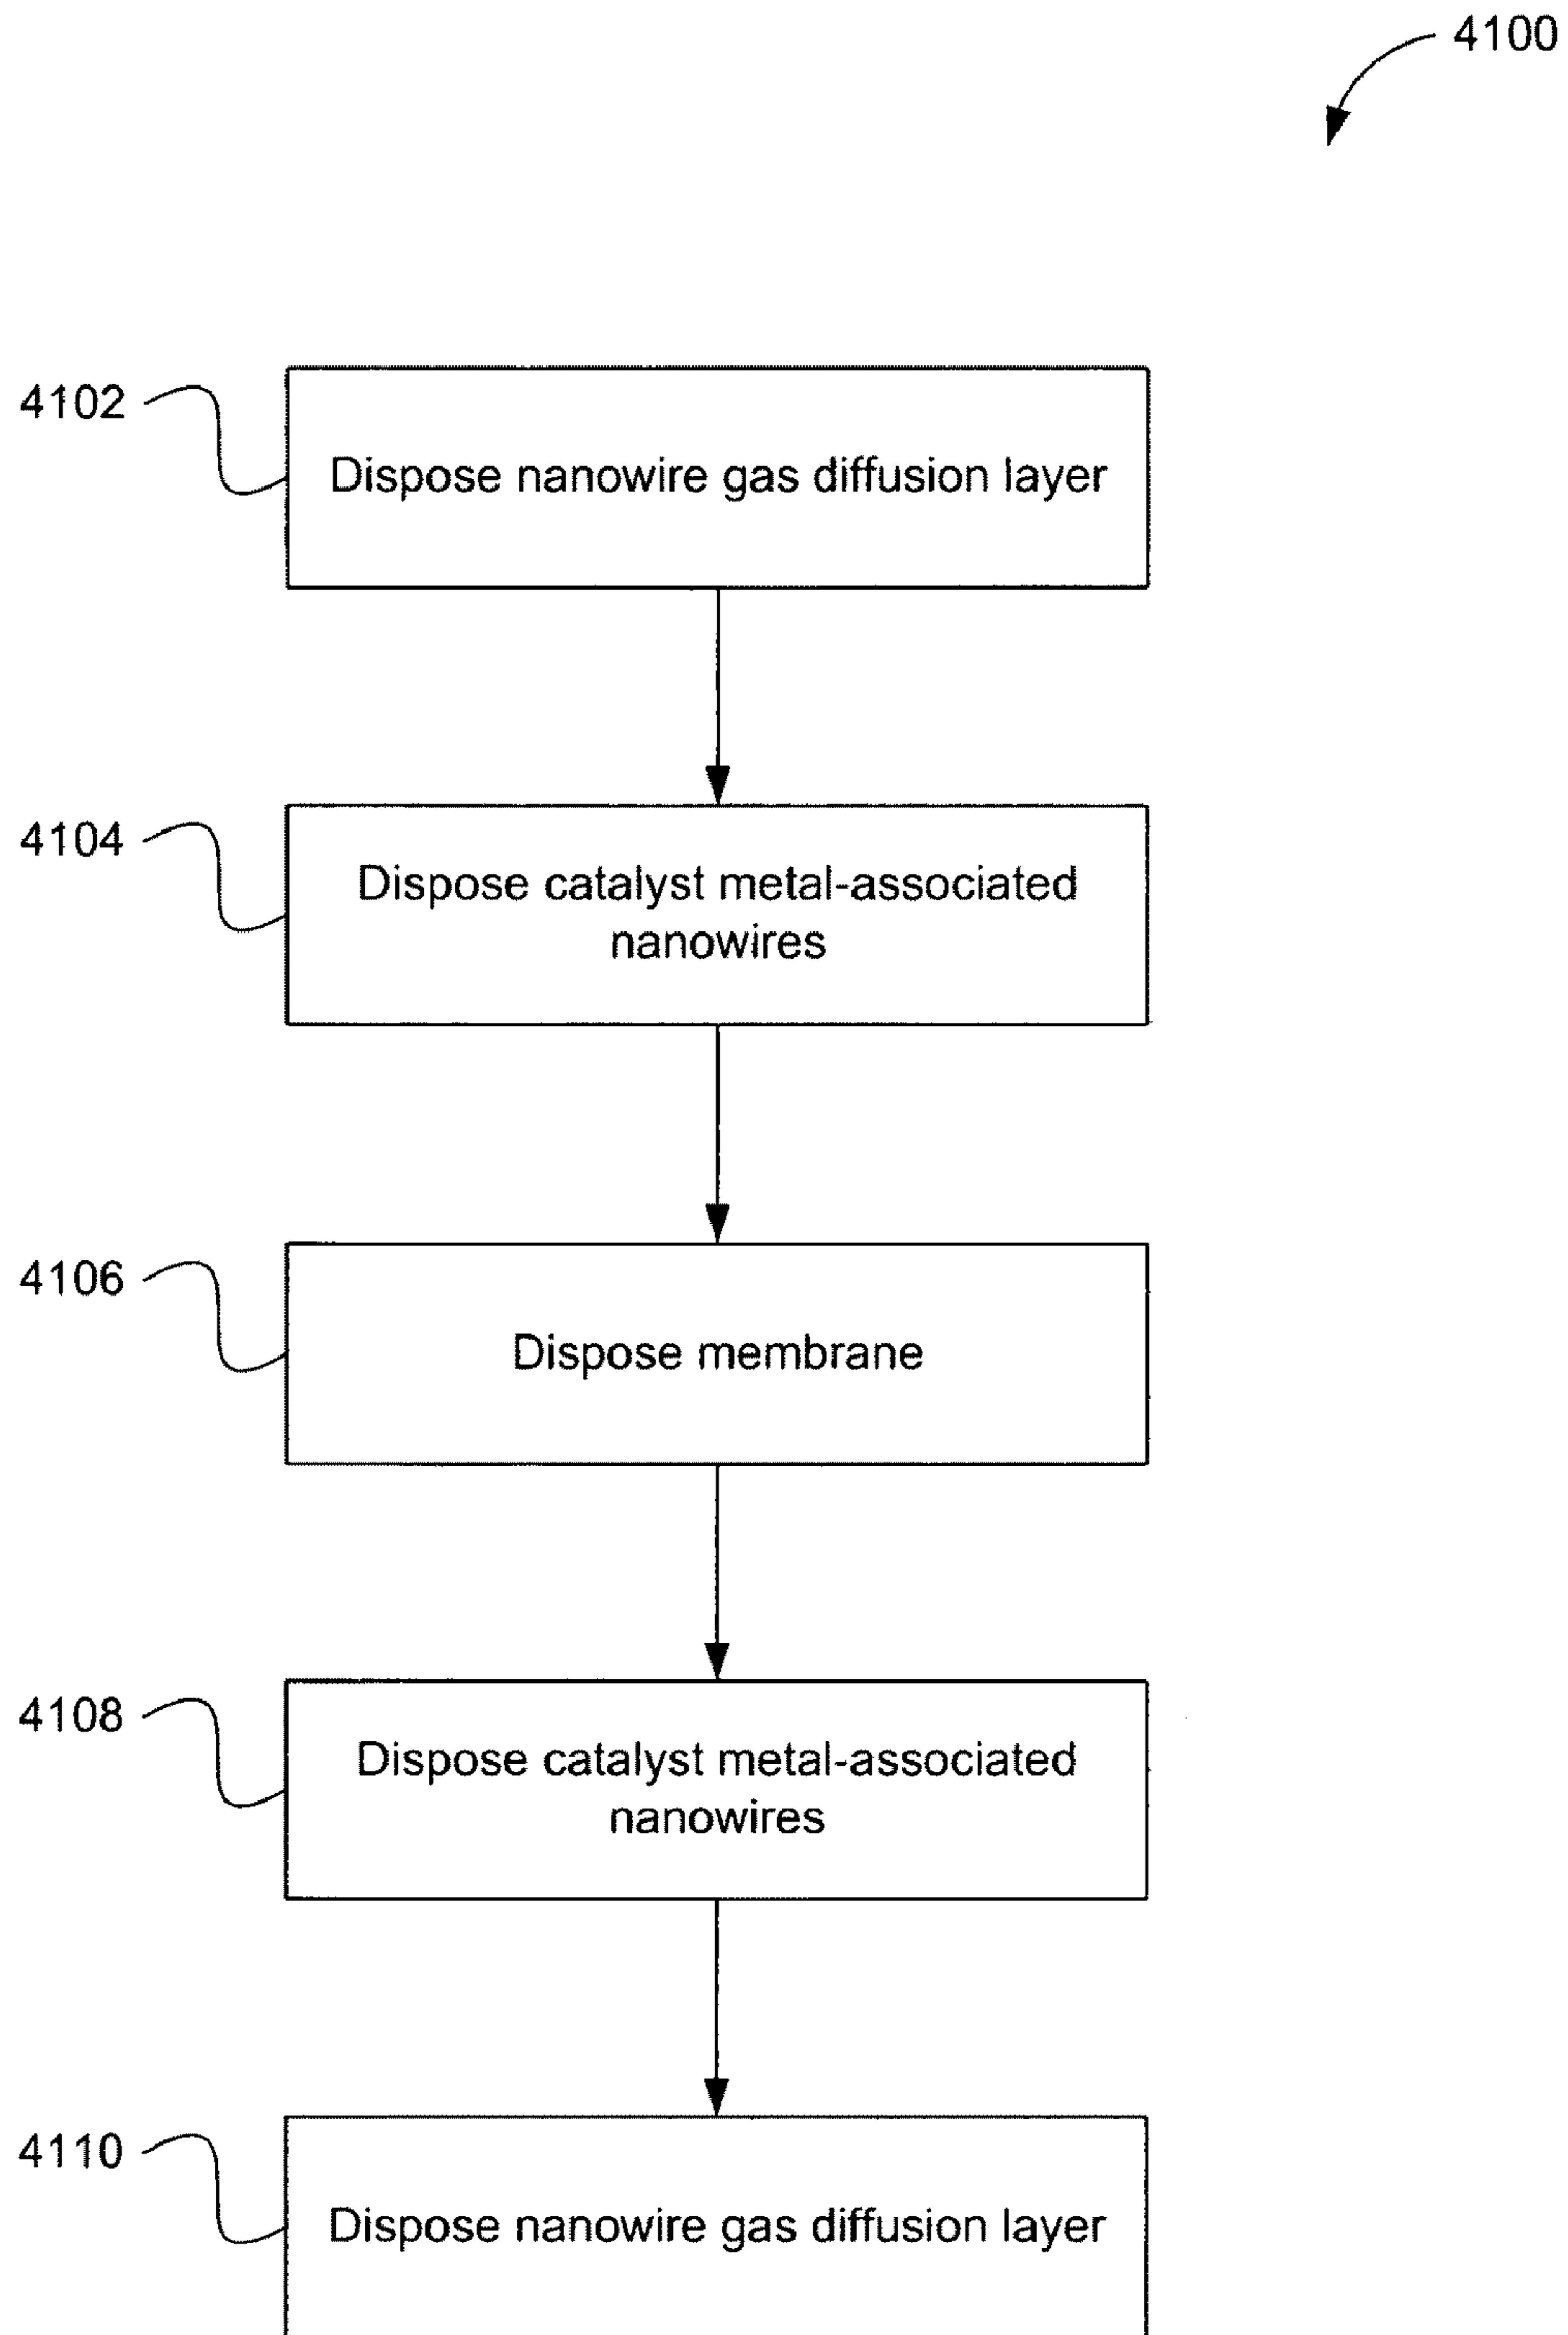 4100
4102
Dispose nanowire gas diffusion layer
4104
Dispose catalyst metal-associated
nanowires
4106
Dispose membrane
4108
Dispose catalyst metal-associated
nanowires
4110
Dispose nanowire gas diffusion layer